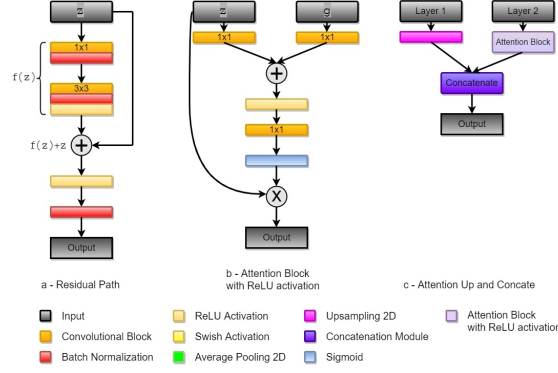 z
1x1
f(z)
3x3
f(z)+z
Output
a - Residual Path
z
g
1x1
1x1
1x1
Output
b - Attention Block
with ReLU activation
Layer 1
Layer 2
Attention Block
Concatenate
Output
c - Attention Up and Concate
Input
Convolutional Block
Batch Normalization
ReLU Activation
Swish Activation
Average Pooling 2D
Upsampling 2D
Concatenation Module
Sigmoid
Attention Block
with ReLU activation